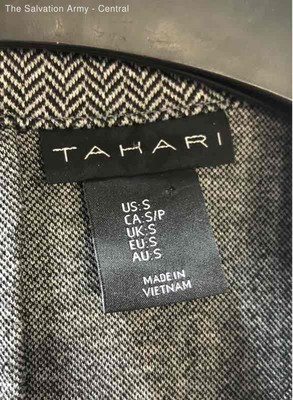 The Salvation Army - Central
TAHARI
US:S
CA:S/P
UK:S
EU:S
AU:S
MADE IN
VIETNAM